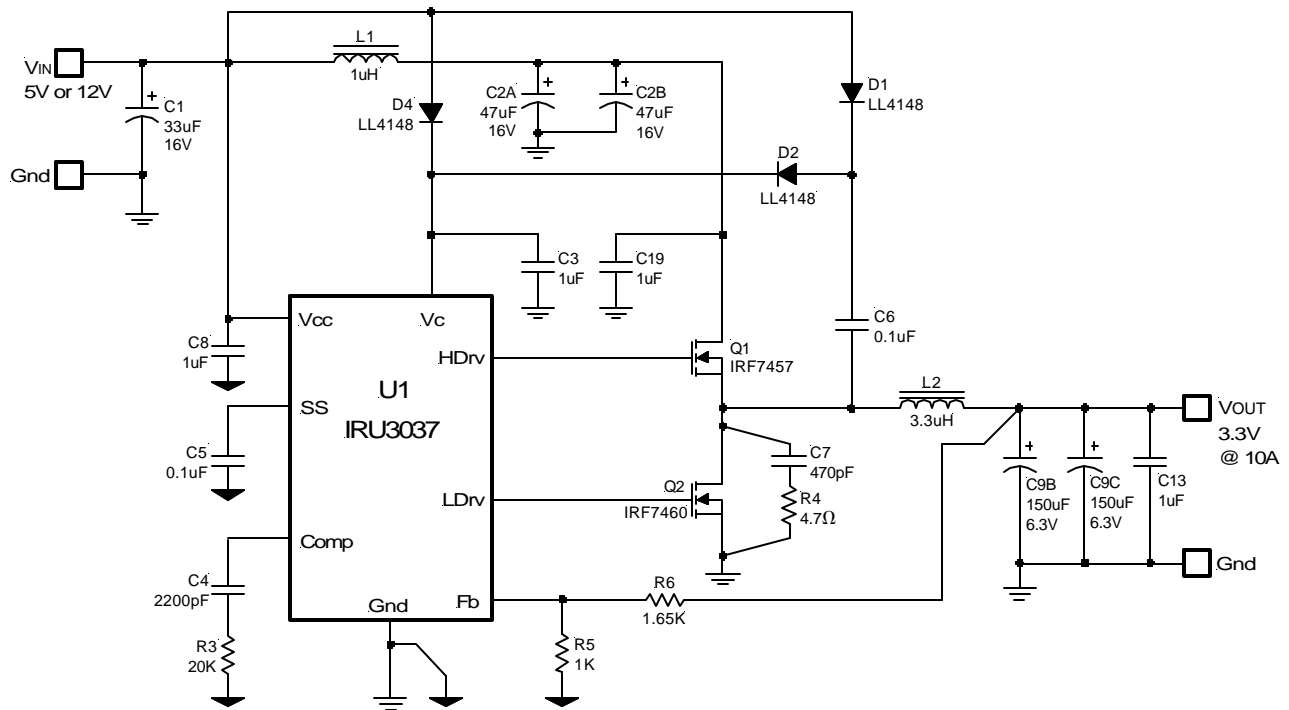 VIN
5V or 12V
Gnd
C1
33uF
16V
L1
1uH
D4
LL4148
C2A
47uF
16V
C2B
47uF
16V
D1
LL4148
D2
LL4148
C3
1uF
C19
1uF
C6
0.1uF
C8
1uF
C5
0.1uF
C4
2200pF
R3
20K
Vcc
Vc
HDrv
SS
U1
IRU3037
LDrv
Comp
Gnd
Fb
Q1
IRF7457
Q2
IRF7460
C7
470pF
R4
4.7Ω
L2
3.3uH
R6
1.65K
R5
1K
C9B
150uF
6.3V
C9C
150uF
6.3V
C13
1uF
VOUT
3.3V
@ 10A
Gnd